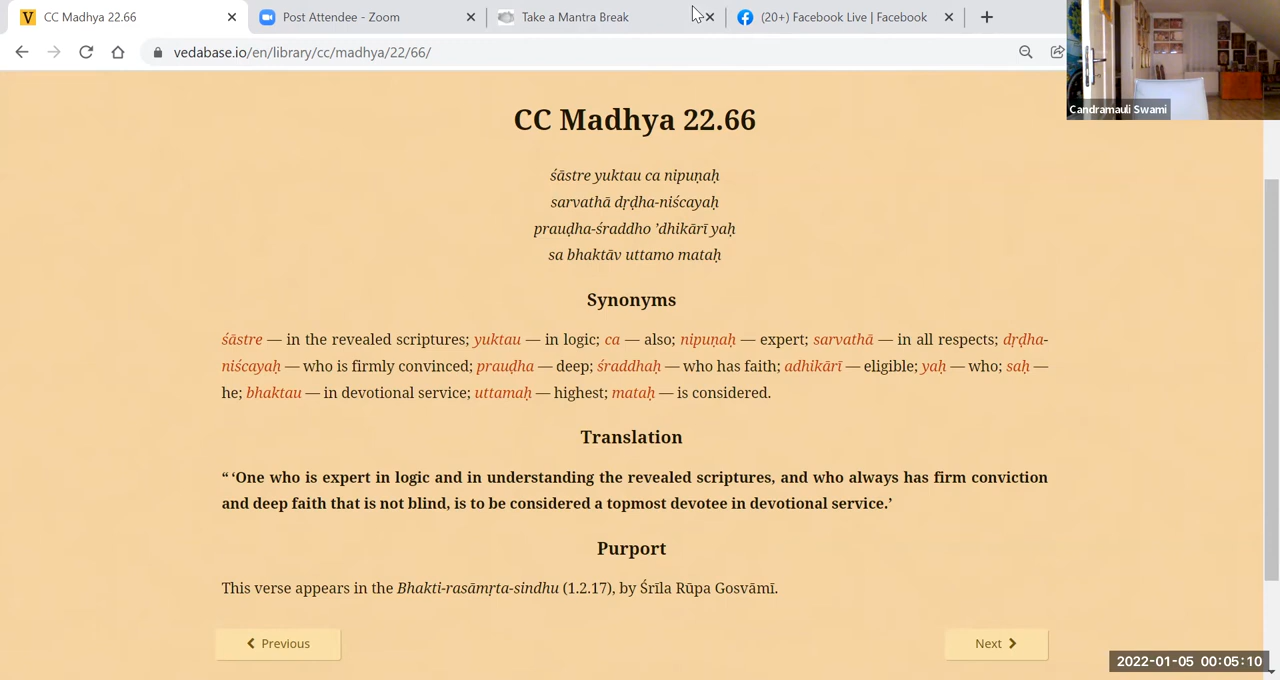 CC Madhya 22.66
Post Attendee - Zoom
Take a Mantra Break
(20+) Facebook Live | Facebook
vedabase.io/en/library/cc/madhya/22/66/
Candramauli Swami
CC Madhya 22.66
śāstre yuktau ca nipuṇaḥ
sarvathā dṛḍha-niścayaḥ
prauḍha-śraddho ’dhikārī yaḥ
sa bhaktāv uttamo mataḥ
Synonyms
śāstre — in the revealed scriptures; yuktau — in logic; ca — also; nipuṇaḥ — expert; sarvathā — in all respects; dṛḍha-
niścayaḥ — who is firmly convinced; prauḍha — deep; śraddhaḥ — who has faith; adhikārī — eligible; yaḥ — who; saḥ —
he; bhaktau — in devotional service; uttamaḥ — highest; mataḥ — is considered.
Translation
“ ‘One who is expert in logic and in understanding the revealed scriptures, and who always has firm conviction
and deep faith that is not blind, is to be considered a topmost devotee in devotional service.’
Purport
This verse appears in the Bhakti-rasāmṛta-sindhu (1.2.17), by Śrīla Rūpa Gosvāmī.
Previous
Next
2022-01-05 00:05:10